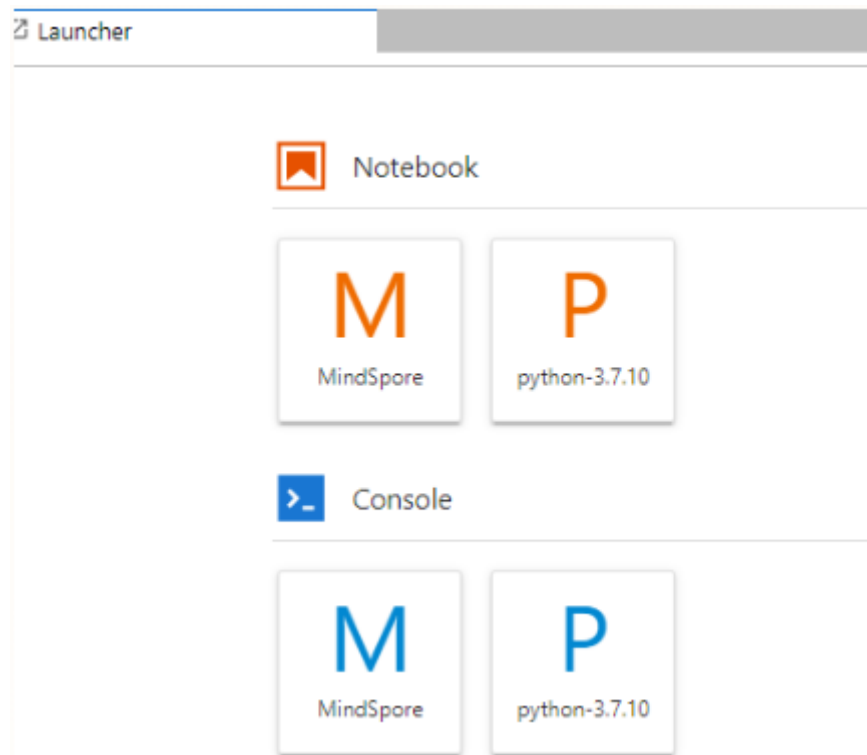 Launcher
Notebook
M P
MindSpore python-3.7.10
Console
M P
MindSpore python-3.7.10